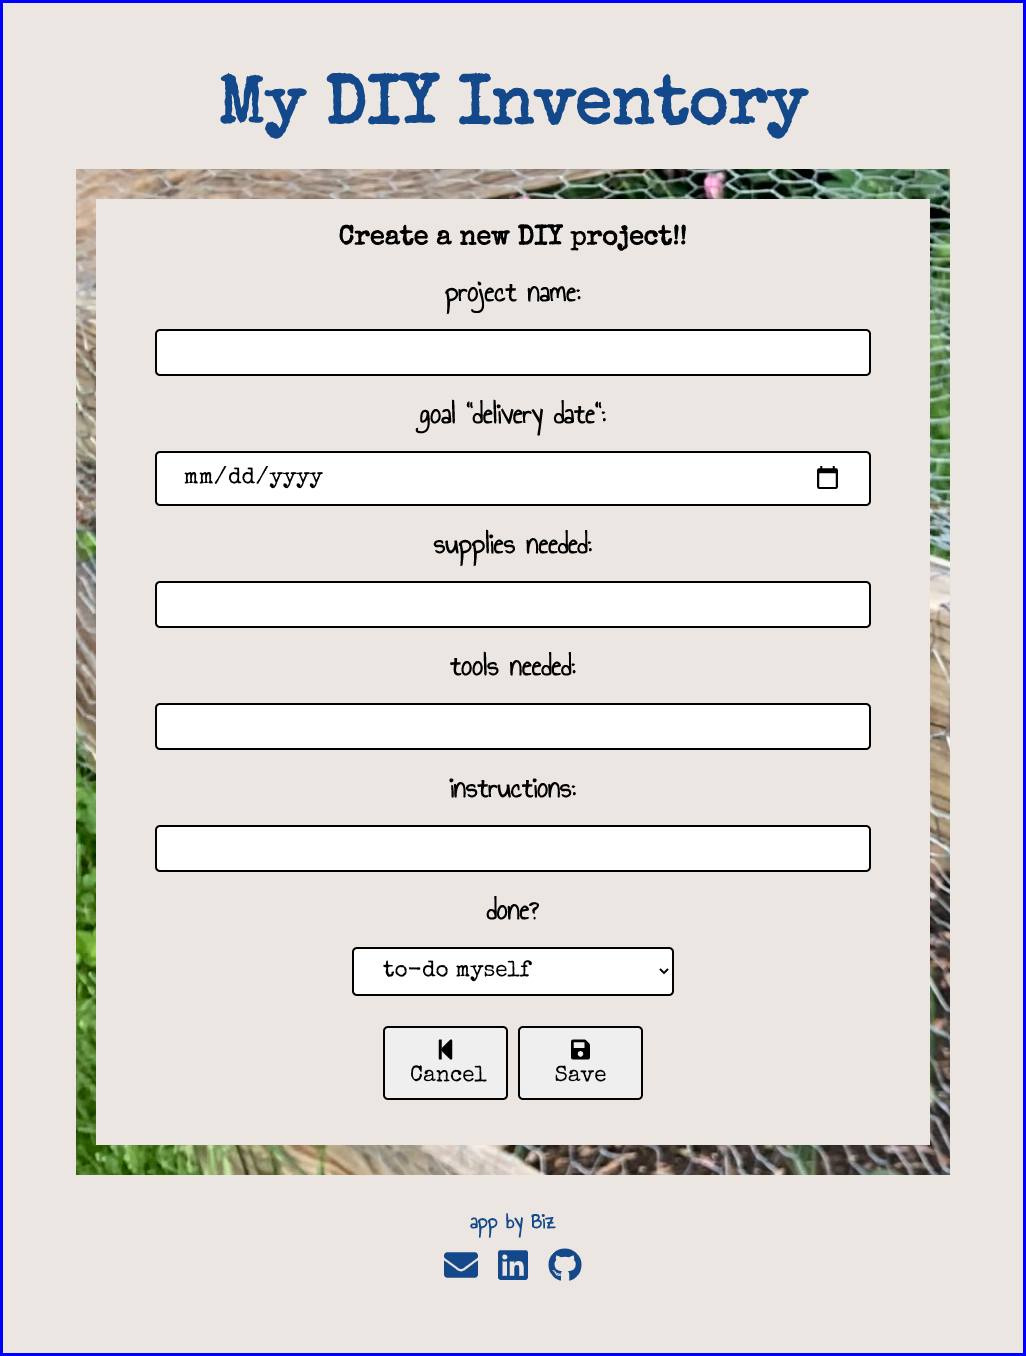 My DIY Inventory
Create a new DIY project!!
project name:
goal "delivery date":
mm/dd/yyyy
supplies needed:
tools needed:
instructions:
done?
to-do myself
Cancel
Save
app by Biz
in